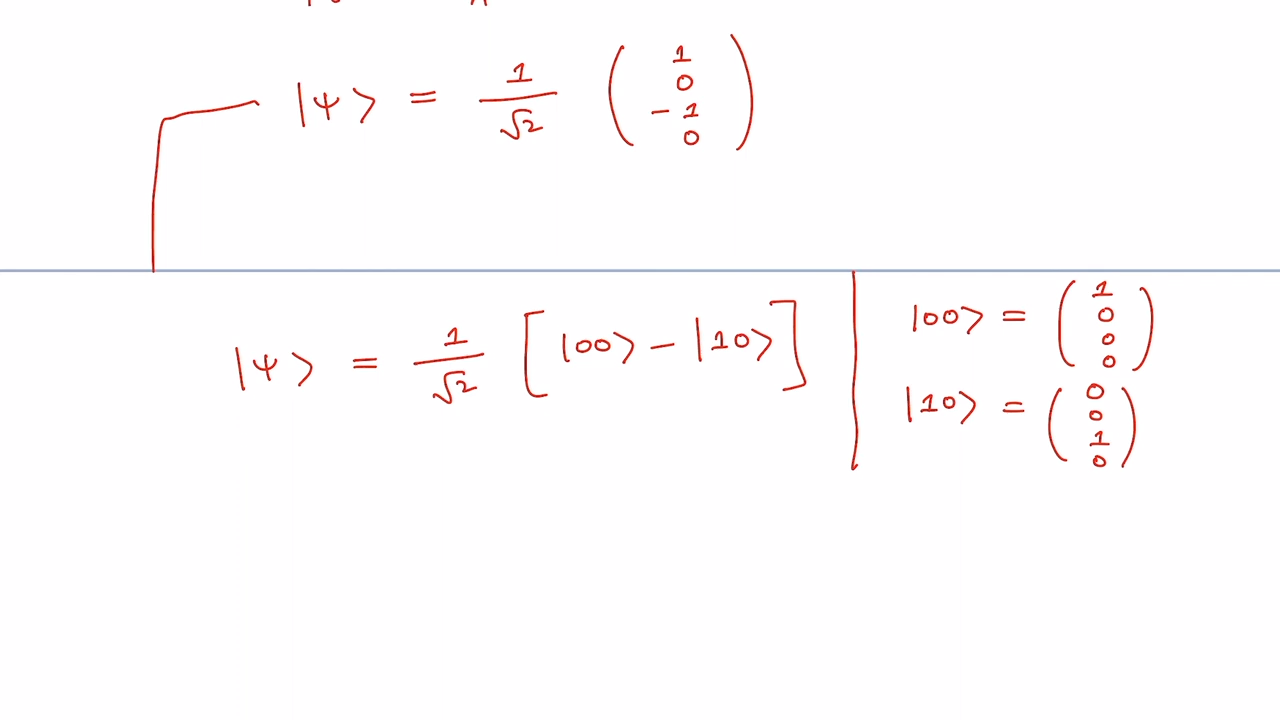 |ψ> = 1/√2 ( 1 0 -1 0 )
|ψ> = 1/√2 [ |00> - |10> ]
|00> = ( 1 0 0 0 )
|10> = ( 0 0 1 0 )